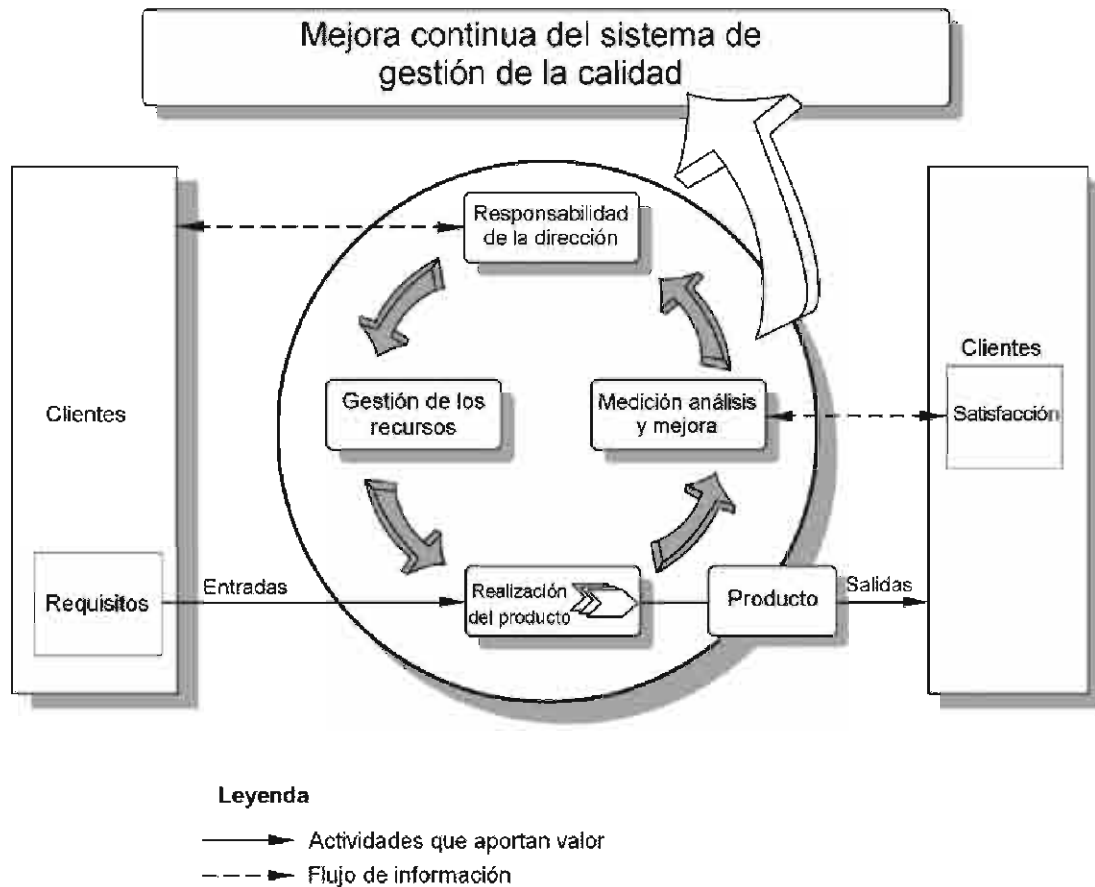 Mejora continua del sistema de
gestión de la calidad
Responsabilidad
de la dirección
Clientes
Gestión de los
recursos
Medición análisis
y mejora
Clientes
Satisfacción
Requisitos
Entradas
Realización
del producto
Producto
Salidas
Leyenda
Actividades que aportan valor
Flujo de información